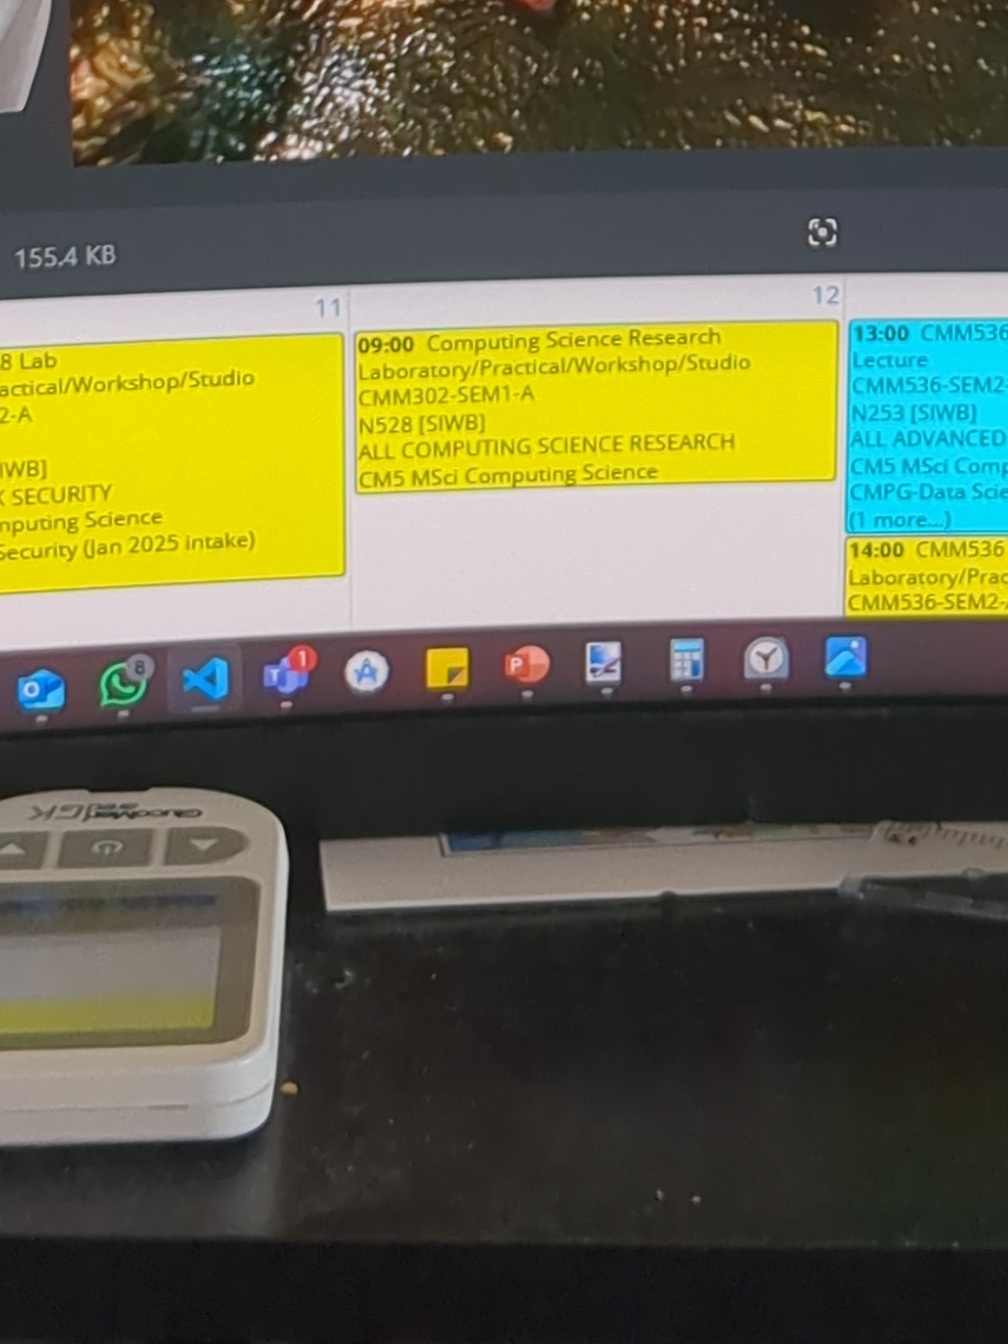 155.4 KB
11
8 Lab
actical/Workshop/Studio
2-A
IWB]
K SECURITY
nputing Science
Security (Jan 2025 intake)
12
09:00 Computing Science Research
Laboratory/Practical/Workshop/Studio
CMM302-SEM1-A
N528 [SIWB]
ALL COMPUTING SCIENCE RESEARCH
CM5 MSci Computing Science
13:00 CMM536
Lecture
CMM536-SEM2-
N253 [SIWB]
ALL ADVANCED
CM5 MSci Comp
CMPG-Data Scie
(1 more...)
14:00 CMM536
Laboratory/Prac
CMM536-SEM2-
8
1